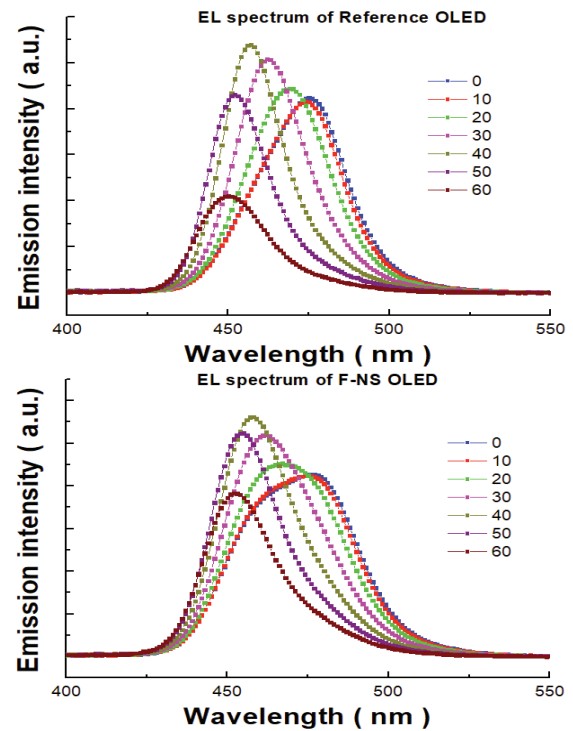 EL spectrum of Reference OLED
Emission intensity ( a.u.)
0
10
20
30
40
50
60
400 450 500 550
Wavelength ( nm )
EL spectrum of F-NS OLED
Emission intensity ( a.u.)
0
10
20
30
40
50
60
400 450 500 550
Wavelength ( nm )